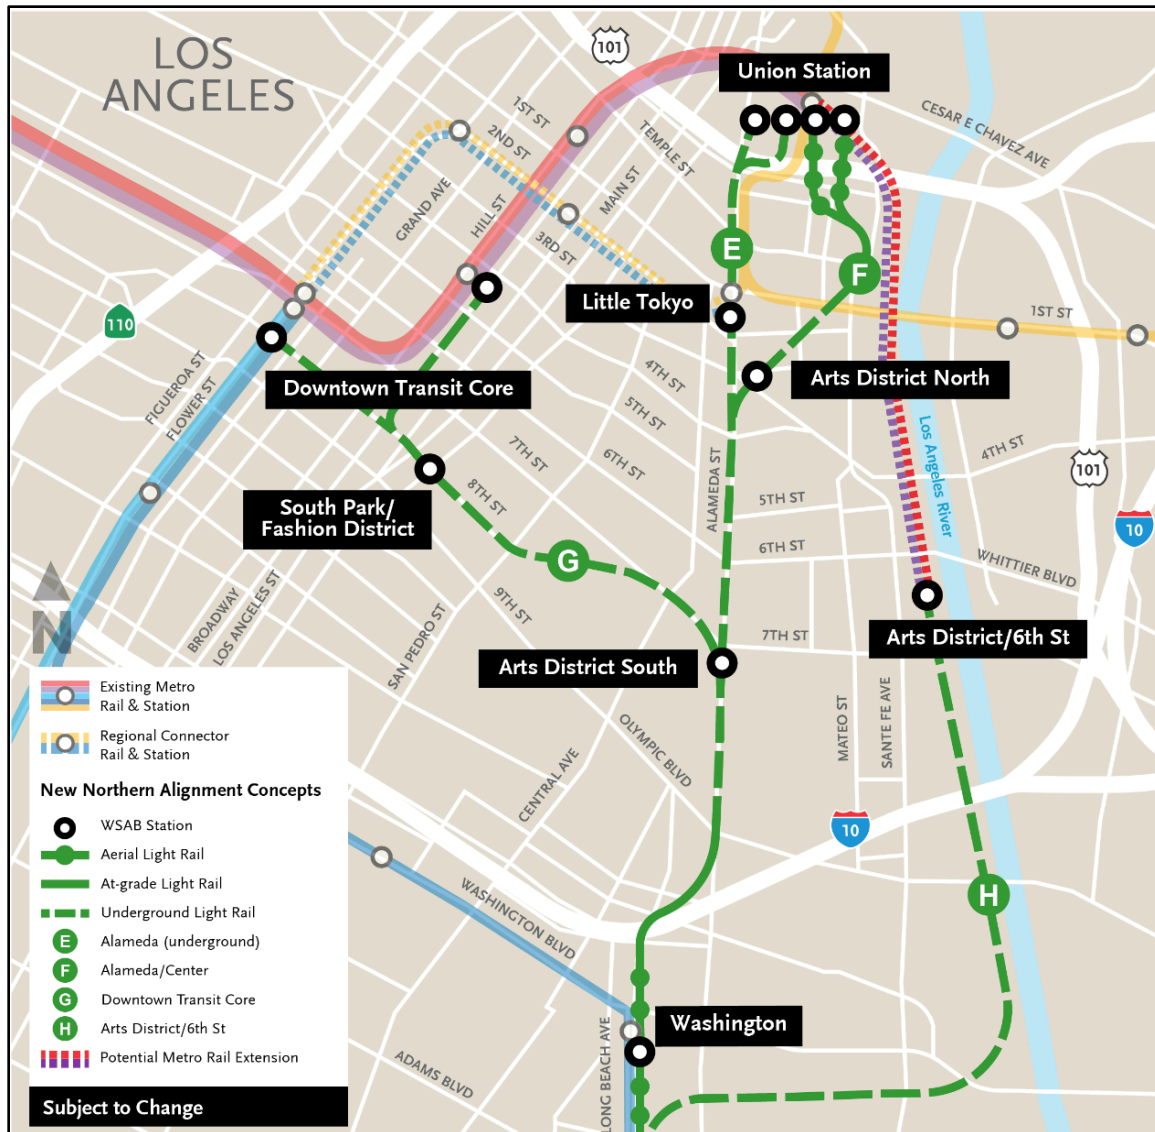 LOS
ANGELES
101
Union Station
CESAR E CHAVEZ AVE
1ST ST
2ND ST
TEMPLE ST
MAIN ST
GRAND AVE
HILL ST
3RD ST
E
F
Little Tokyo
1ST ST
110
Downtown Transit Core
Arts District North
FIGUEROA ST
FLOWER ST
4TH ST
5TH ST
6TH ST
7TH ST
8TH ST
ALAMEDA ST
Los Angeles River
4TH ST
101
10
5TH ST
6TH ST
WHITTIER BLVD
South Park/
Fashion District
G
N
BROADWAY
LOS ANGELES ST
SAN PEDRO ST
9TH ST
7TH ST
Arts District/6th St
Arts District South
MATEO ST
SANTE FE AVE
OLYMPIC BLVD
CENTRAL AVE
10
H
WASHINGTON BLVD
Washington
LONG BEACH AVE
ADAMS BLVD
Existing Metro
Rail & Station
Regional Connector
Rail & Station
New Northern Alignment Concepts
WSAB Station
Aerial Light Rail
At-grade Light Rail
Underground Light Rail
E Alameda (underground)
F Alameda/Center
G Downtown Transit Core
H Arts District/6th St
Potential Metro Rail Extension
Subject to Change